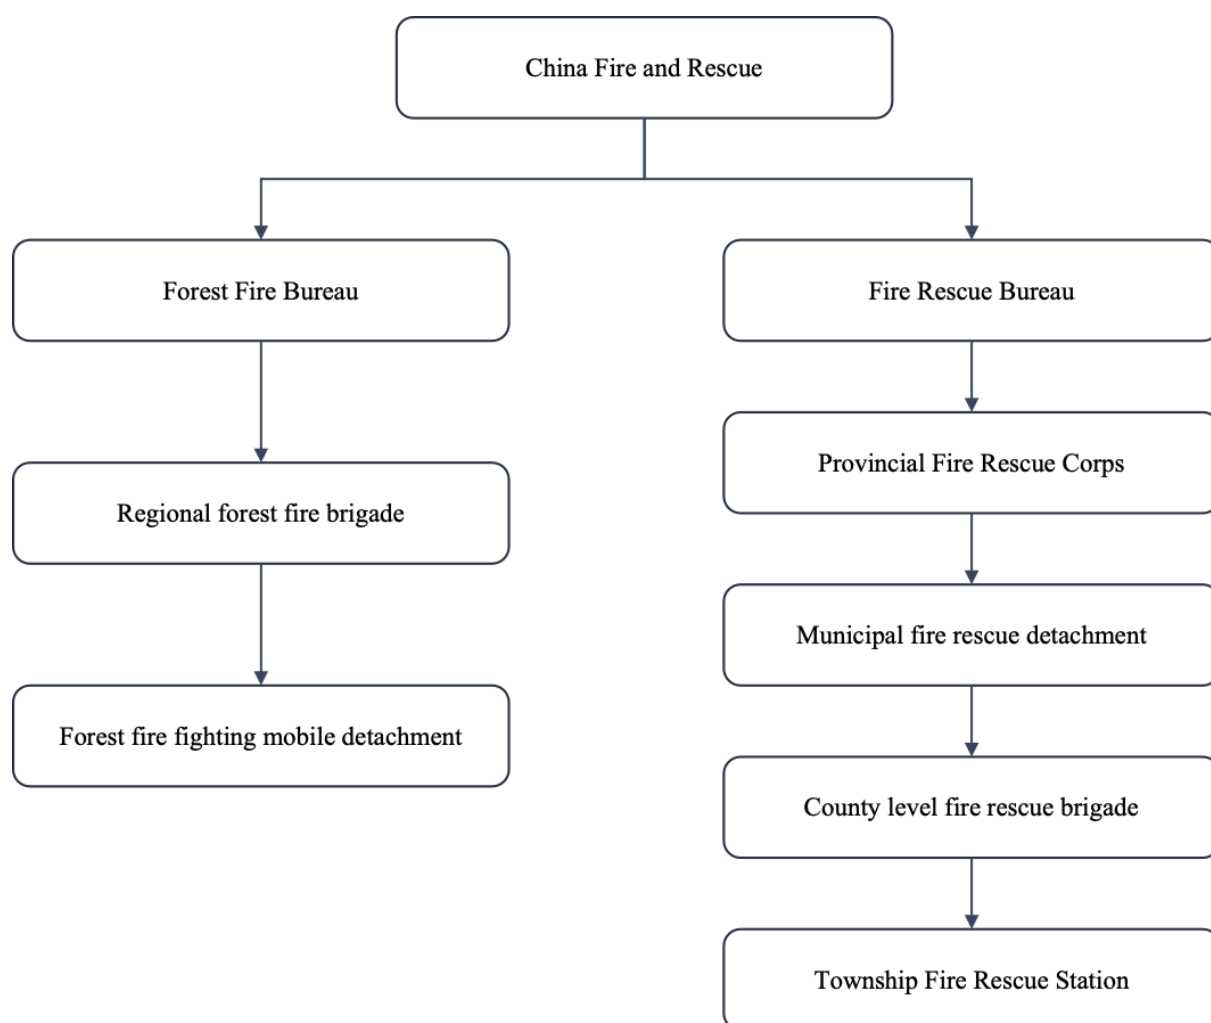 China Fire and Rescue
Forest Fire Bureau
Fire Rescue Bureau
Provincial Fire Rescue Corps
Regional forest fire brigade
Municipal fire rescue detachment
Forest fire fighting mobile detachment
County level fire rescue brigade
Township Fire Rescue Station